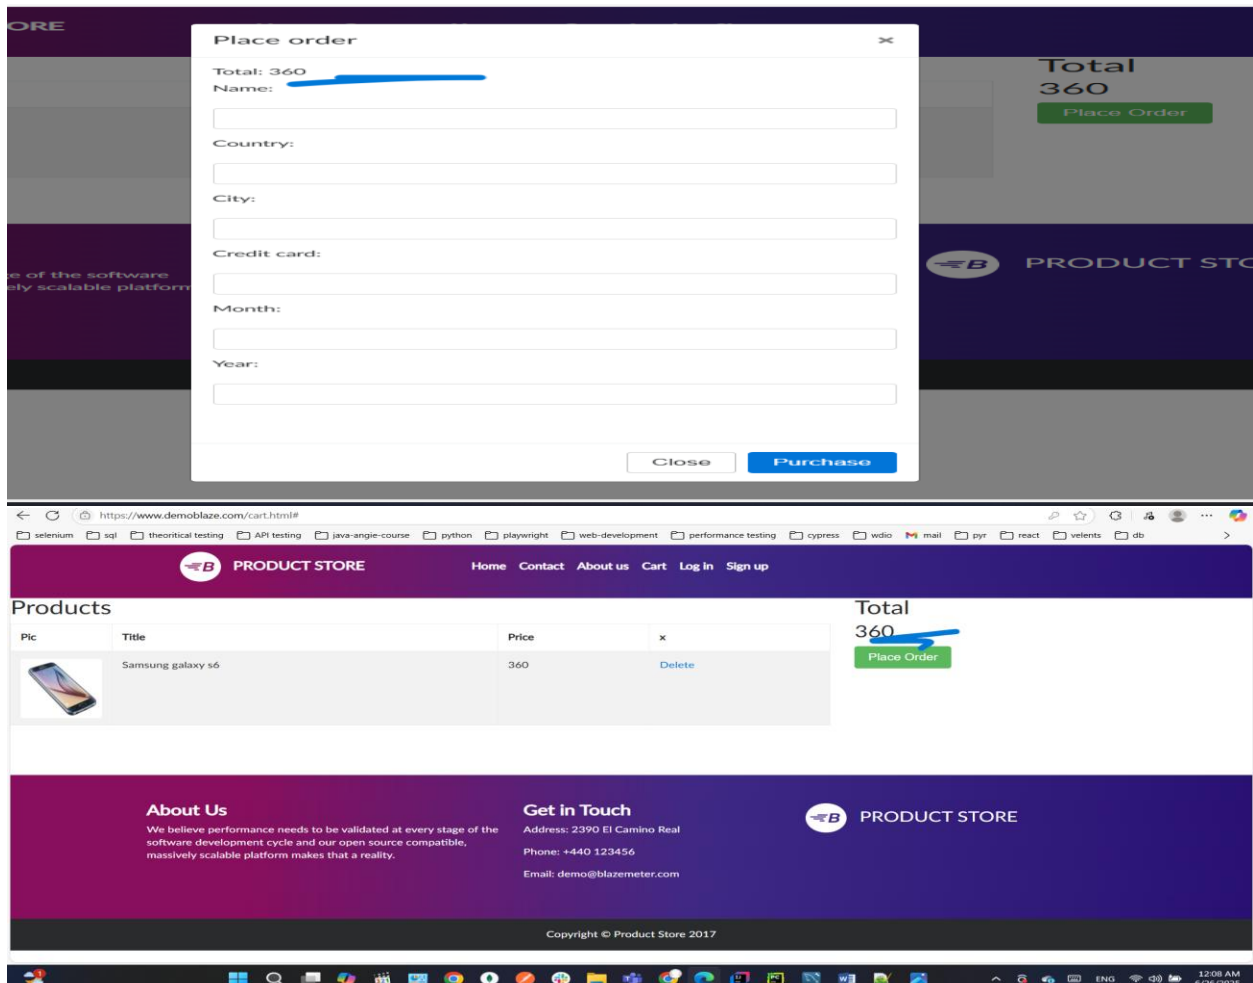 ORE
Place order ×
Total: 360
Name:
Country:
City:
Credit card:
Month:
Year:
Close Purchase
Total
360
Place Order
e of the software
ely scalable platform
B PRODUCT STO
https://www.demoblaze.com/cart.html#
selenium sql theoritical testing API testing java-angie-course python playwright web-development performance testing cypress wdio mail pyr react velents db
B PRODUCT STORE Home Contact About us Cart Log in Sign up
Products
Pic Title Price x
Samsung galaxy s6 360 Delete
Total
360
Place Order
About Us
We believe performance needs to be validated at every stage of the
software development cycle and our open source compatible,
massively scalable platform makes that a reality.
Get in Touch
Address: 2390 El Camino Real
Phone: +440 123456
Email: demo@blazemeter.com
B PRODUCT STORE
Copyright © Product Store 2017
ENG 12:08 AM